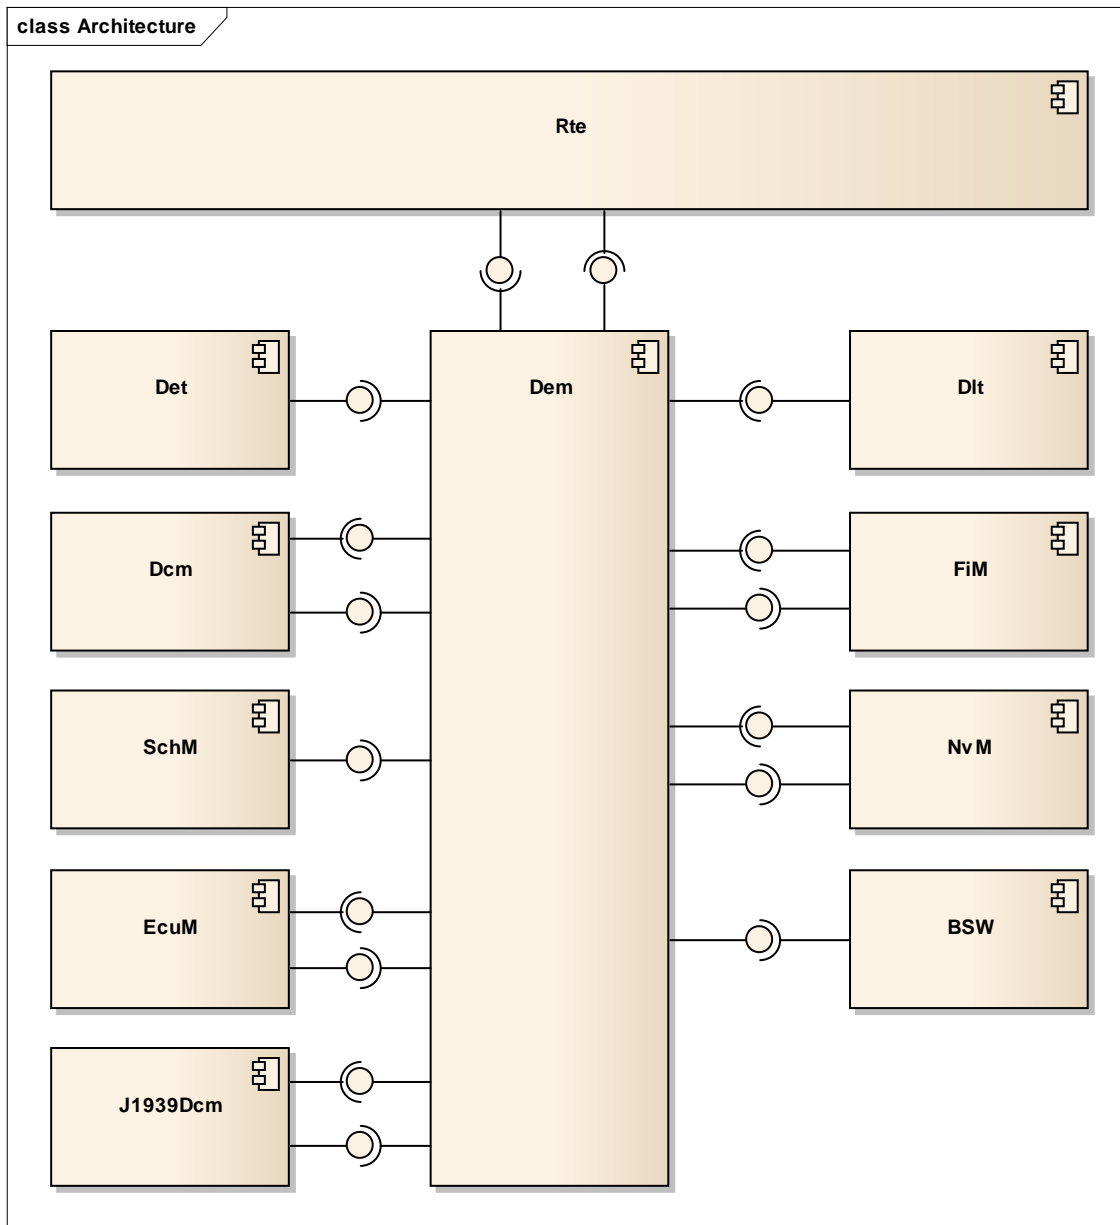 class Architecture
Rte
Det
Dem
Dlt
Dcm
FiM
SchM
NvM
EcuM
BSW
J1939Dcm